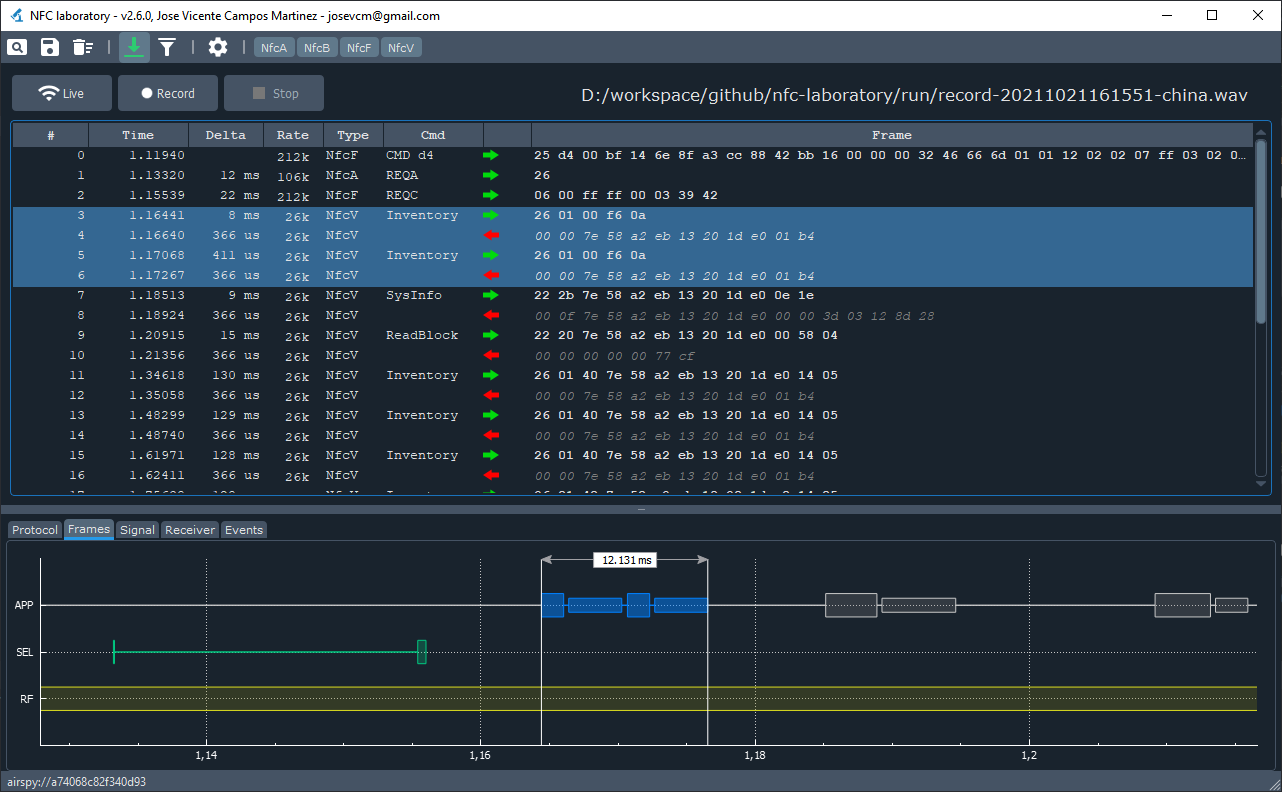 NFC laboratory - v2.6.0, Jose Vicente Campos Martinez - josevcm@gmail.com
NfcA NfcB NfcF NfcV
Live Record Stop D:/workspace/github/nfc-laboratory/run/record-20211021161551-china.wav
# Time Delta Rate Type Cmd Frame
0 1.11940 212k NfcF CMD d4 25 d4 00 bf 14 6e 8f a3 cc 88 42 bb 16 00 00 00 32 46 66 6d 01 01 12 02 02 07 ff 03 02 0...
1 1.13320 12 ms 106k NfcA REQA 26
2 1.15539 22 ms 212k NfcF REQC 06 00 ff ff 00 03 39 42
3 1.16441 8 ms 26k NfcV Inventory 26 01 00 f6 0a
4 1.16640 366 us 26k NfcV 00 00 7e 58 a2 eb 13 20 1d e0 01 b4
5 1.17068 411 us 26k NfcV Inventory 26 01 00 f6 0a
6 1.17267 366 us 26k NfcV 00 00 7e 58 a2 eb 13 20 1d e0 01 b4
7 1.18513 9 ms 26k NfcV SysInfo 22 2b 7e 58 a2 eb 13 20 1d e0 0e 1e
8 1.18924 366 us 26k NfcV 00 0f 7e 58 a2 eb 13 20 1d e0 00 00 3d 03 12 8d 28
9 1.20915 15 ms 26k NfcV ReadBlock 22 20 7e 58 a2 eb 13 20 1d e0 00 58 04
10 1.21356 366 us 26k NfcV 00 00 00 00 00 77 cf
11 1.34618 130 ms 26k NfcV Inventory 26 01 40 7e 58 a2 eb 13 20 1d e0 14 05
12 1.35058 366 us 26k NfcV 00 00 7e 58 a2 eb 13 20 1d e0 01 b4
13 1.48299 129 ms 26k NfcV Inventory 26 01 40 7e 58 a2 eb 13 20 1d e0 14 05
14 1.48740 366 us 26k NfcV 00 00 7e 58 a2 eb 13 20 1d e0 01 b4
15 1.61971 128 ms 26k NfcV Inventory 26 01 40 7e 58 a2 eb 13 20 1d e0 14 05
16 1.62411 366 us 26k NfcV 00 00 7e 58 a2 eb 13 20 1d e0 01 b4
Protocol Frames Signal Receiver Events
12.131 ms
APP
SEL
RF
1,14 1,16 1,18 1,2
airspy://a74068c82f340d93